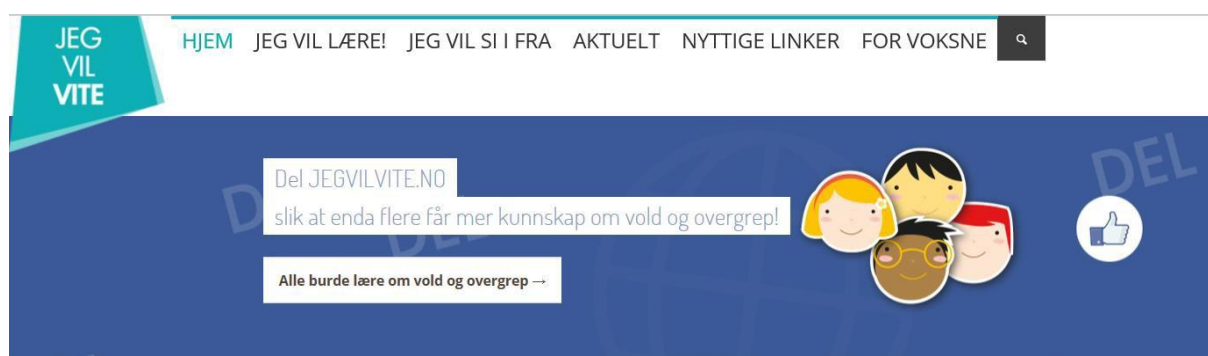 JEG
VIL
VITE
HJEM JEG VIL LÆRE! JEG VIL SI I FRA AKTUELT NYTTIGE LINKER FOR VOKSNE
Del JEGVILVITE.NO
slik at enda flere får mer kunnskap om vold og overgrep!
Alle burde lære om vold og overgrep →
DEL